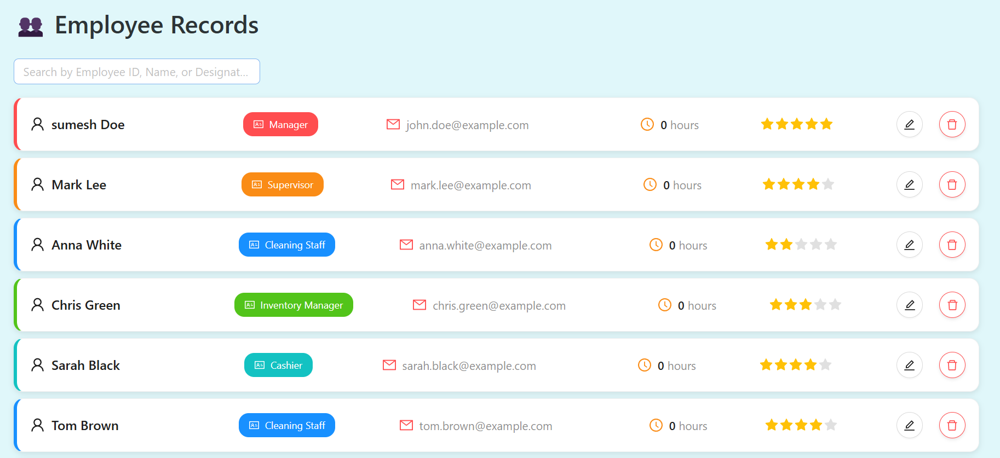 Employee Records
Search by Employee ID, Name, or Designat...
sumesh Doe Manager john.doe@example.com 0 hours
Mark Lee Supervisor mark.lee@example.com 0 hours
Anna White Cleaning Staff anna.white@example.com 0 hours
Chris Green Inventory Manager chris.green@example.com 0 hours
Sarah Black Cashier sarah.black@example.com 0 hours
Tom Brown Cleaning Staff tom.brown@example.com 0 hours